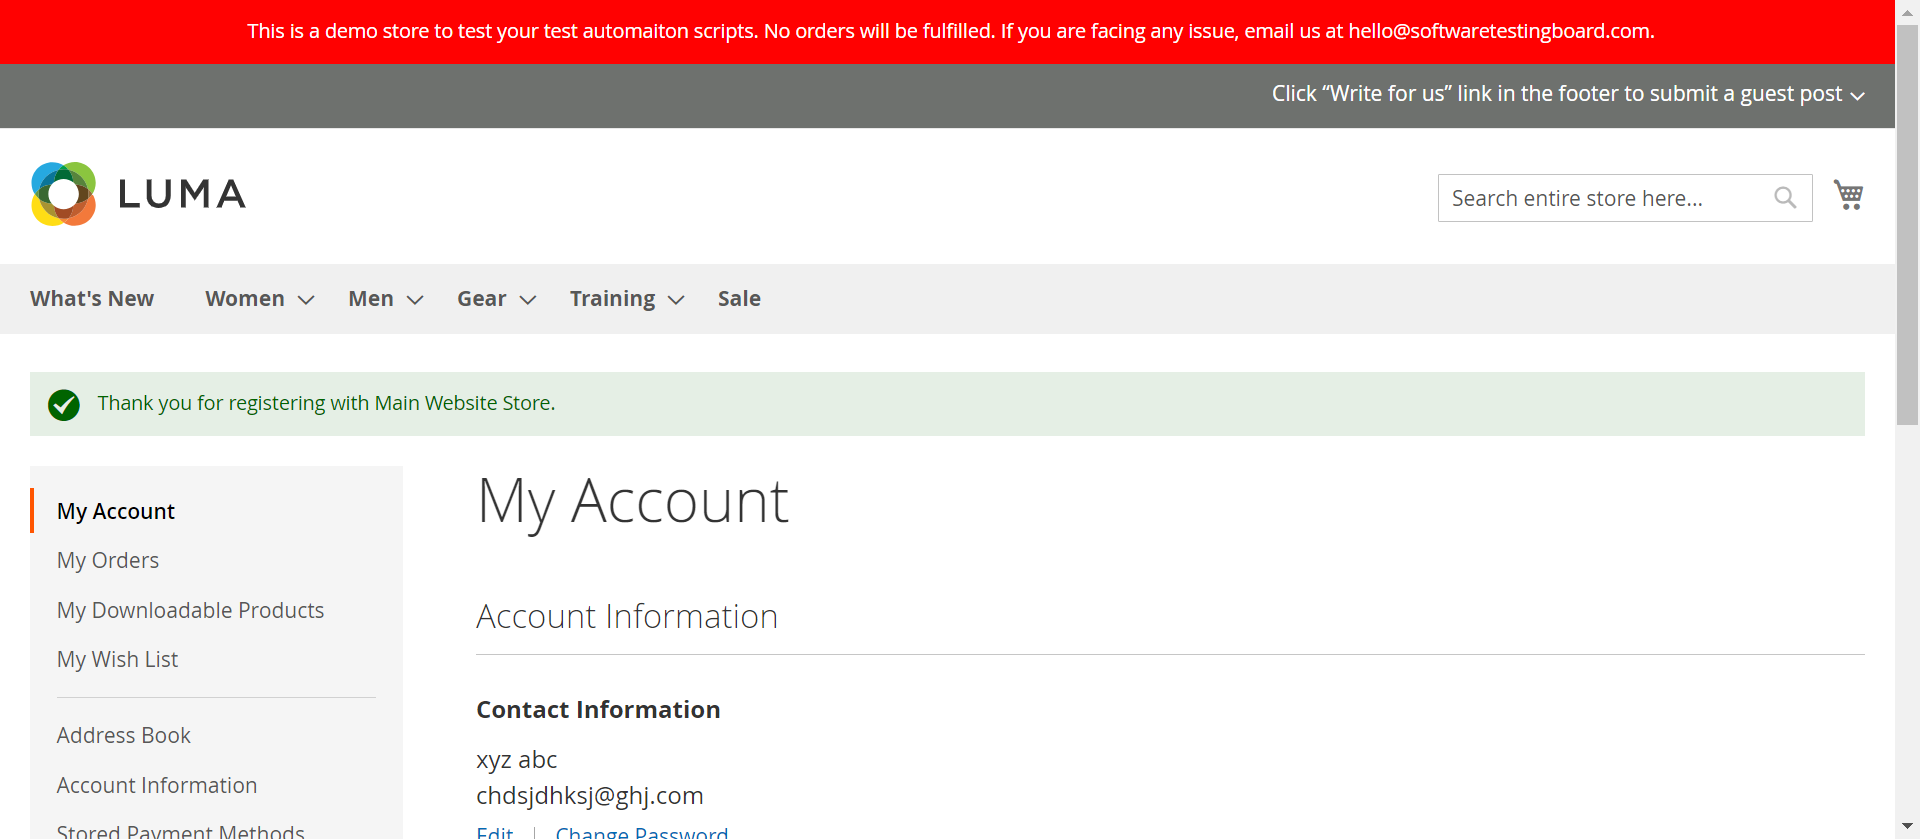 This is a demo store to test your test automaiton scripts. No orders will be fulfilled. If you are facing any issue, email us at hello@softwaretestingboard.com.
Click “Write for us” link in the footer to submit a guest post
LUMA
Search entire store here...
What's New Women Men Gear Training Sale
Thank you for registering with Main Website Store.
My Account
My Orders
My Downloadable Products
My Wish List
Address Book
Account Information
Stored Payment Methods
My Account
Account Information
Contact Information
xyz abc
chdsjdhksj@ghj.com
Edit | Change Password